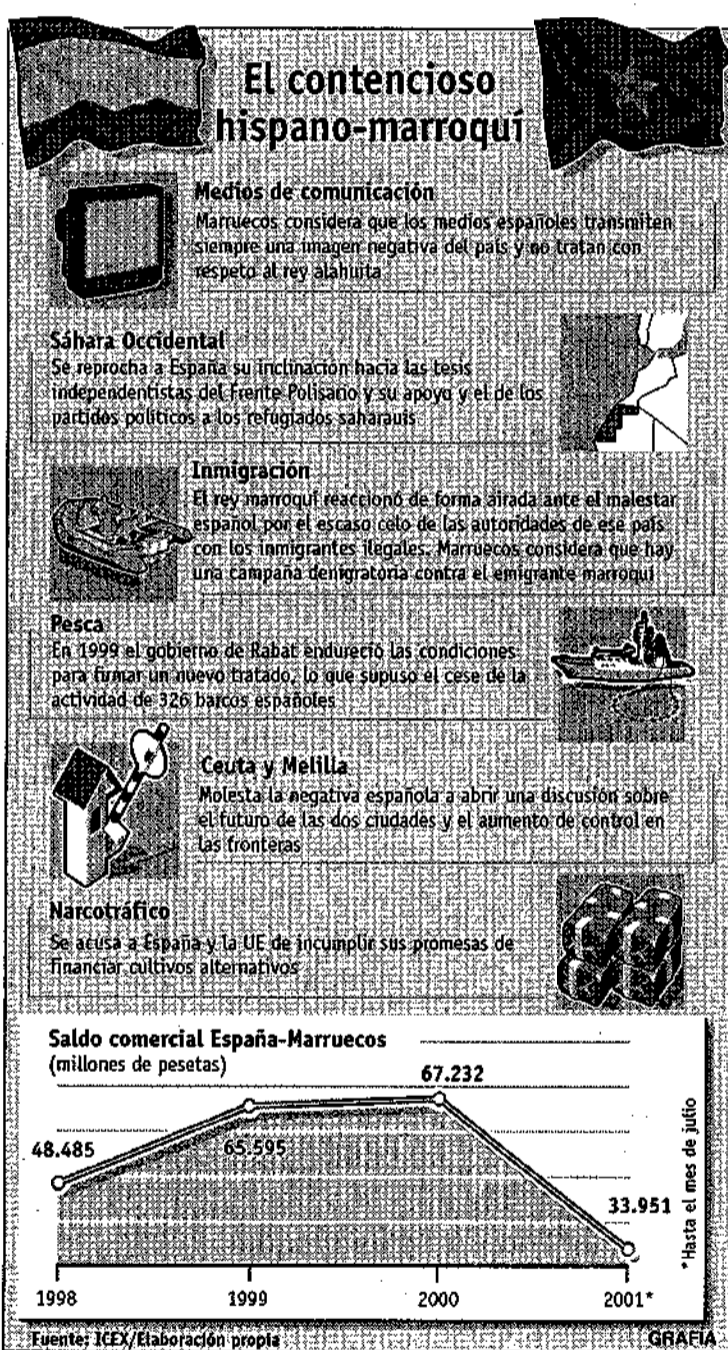 El contencioso
hispano-marroquí
Medios de comunicación
Marruecos considera que los medios españoles transmiten
siempre una imagen negativa del país y no tratan con
respeto al rey alahuita
Sáhara Occidental
Se reprocha a España su inclinación hacia las tesis
independentistas del Frente Polisario y su apoyo y el de los
partidos políticos a los refugiados saharauis
Inmigración
El rey marroquí reaccionó de forma airada ante el malestar
español por el escaso celo de las autoridades de ese país
con los inmigrantes ilegales. Marruecos considera que hay
una campaña denigratoria contra el emigrante marroquí
Pesca
En 1999 el gobierno de Rabat endureció las condiciones
para firmar un nuevo tratado, lo que supuso el cese de la
actividad de 326 barcos españoles
Ceuta y Melilla
Molesta la negativa española a abrir una discusión sobre
el futuro de las dos ciudades y el aumento de control en
las fronteras
Narcotráfico
Se acusa a España y la UE de incumplir sus promesas de
financiar cultivos alternativos
Saldo comercial España-Marruecos
(millones de pesetas)
48.485
65.595
67.232
33.951
*Hasta el mes de julio
1998 1999 2000 2001*
Fuente: ICEX/Elaboración propia
GRAFIA